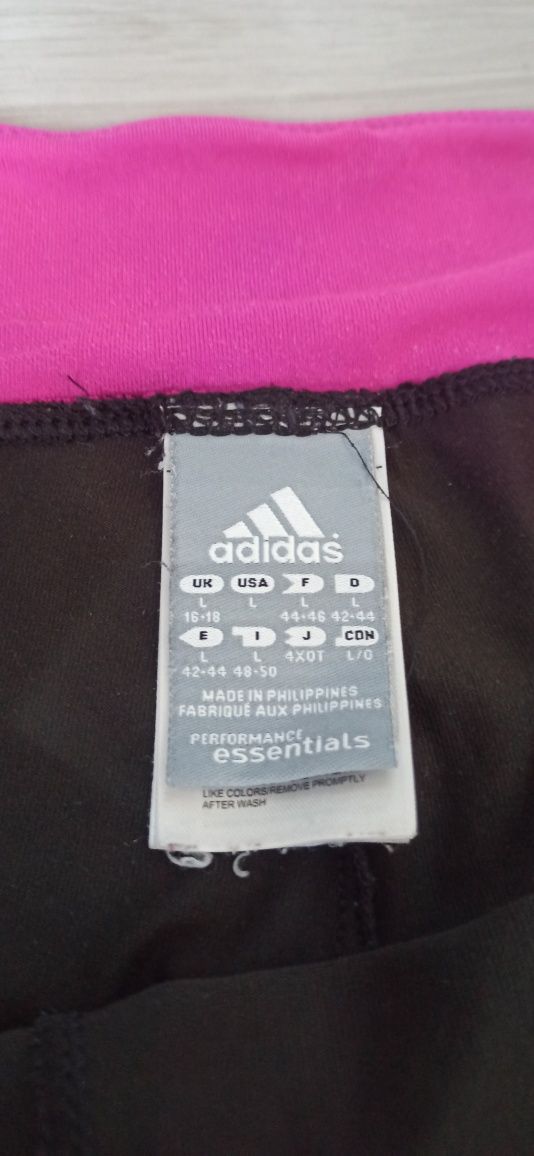 adidas
UK USA F D
L L L L
16-18 44-46 42-44
E I J CDN
L L 4XOT L/G
42-44 48-50
MADE IN PHILIPPINES
FABRIQUÉ AUX PHILIPPINES
PERFORMANCE
essentials
LIKE COLORS/REMOVE PROMPTLY
AFTER WASH